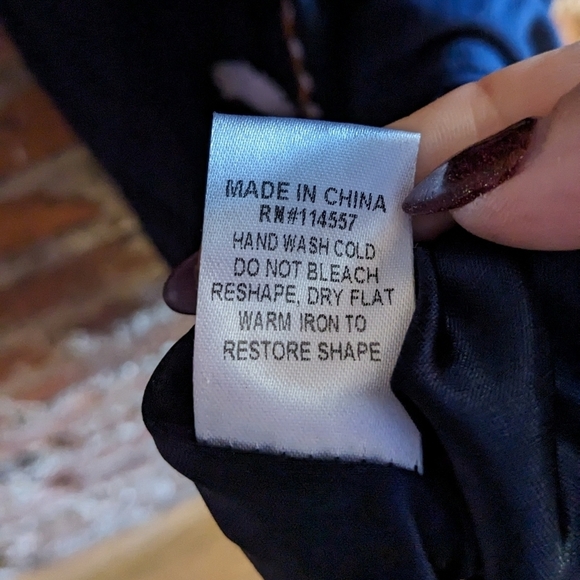 MADE IN CHINA
RN#114557
HAND WASH COLD
DO NOT BLEACH
RESHAPE, DRY FLAT
WARM IRON TO
RESTORE SHAPE